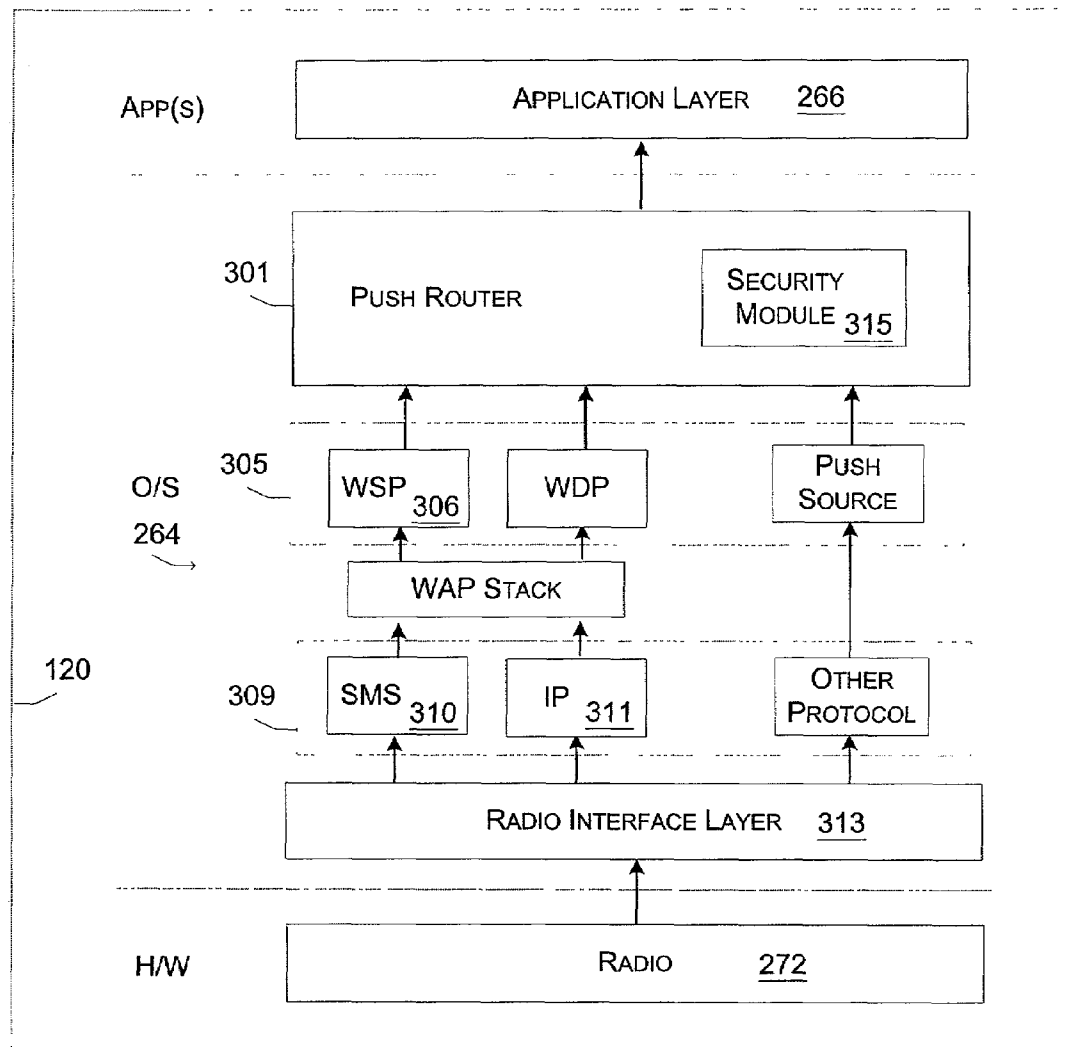 APP(S)
APPLICATION LAYER 266
301
PUSH ROUTER
SECURITY
MODULE 315
305
O/S
264
WSP 306
WDP
PUSH
SOURCE
WAP STACK
120
309
SMS 310
IP 311
OTHER
PROTOCOL
RADIO INTERFACE LAYER 313
H/W
RADIO 272